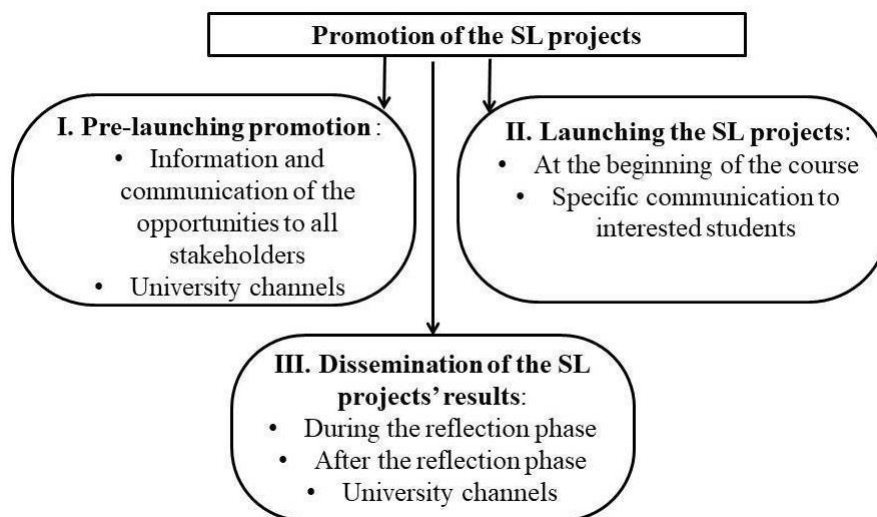 Promotion of the SL projects
I. Pre-launching promotion :
• Information and
communication of the
opportunities to all
stakeholders
• University channels
II. Launching the SL projects:
• At the beginning of the course
• Specific communication to
interested students
III. Dissemination of the SL
projects’ results:
• During the reflection phase
• After the reflection phase
• University channels